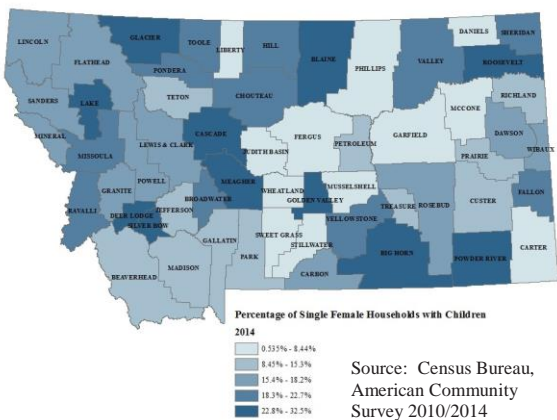 GLACIER
TOOLE
LIBERTY
HILL
BLAINE
PHILLIPS
VALLEY
DANIELS
SHERIDAN
ROOSEVELT
LINCOLN
FLATHEAD
PONDERA
TETON
CHOUTEAU
RICHLAND
MCCONE
SANDERS
LAKE
CASCADE
FERGUS
GARFIELD
DAWSON
MINERAL
MISSOULA
LEWIS & CLARK
JUDITH BASIN
PETROLEUM
PRAIRIE
WIBAUX
POWELL
MEAGHER
WHEATLAND
MUSSELSHELL
GOLDEN VALLEY
GRANITE
BROADWATER
TREASURE
ROSEBUD
CUSTER
FALLON
RAVALLI
DEER LODGE
SILVER BOW
JEFFERSON
GALLATIN
PARK
SWEET GRASS
STILLWATER
YELLOWSTONE
BIG HORN
POWDER RIVER
CARTER
BEAVERHEAD
MADISON
CARBON
Percentage of Single Female Households with Children
2014
0.535% - 8.44%
8.45% - 15.3%
15.4% - 18.2%
18.3% - 22.7%
22.8% - 32.5%
Source: Census Bureau,
American Community
Survey 2010/2014